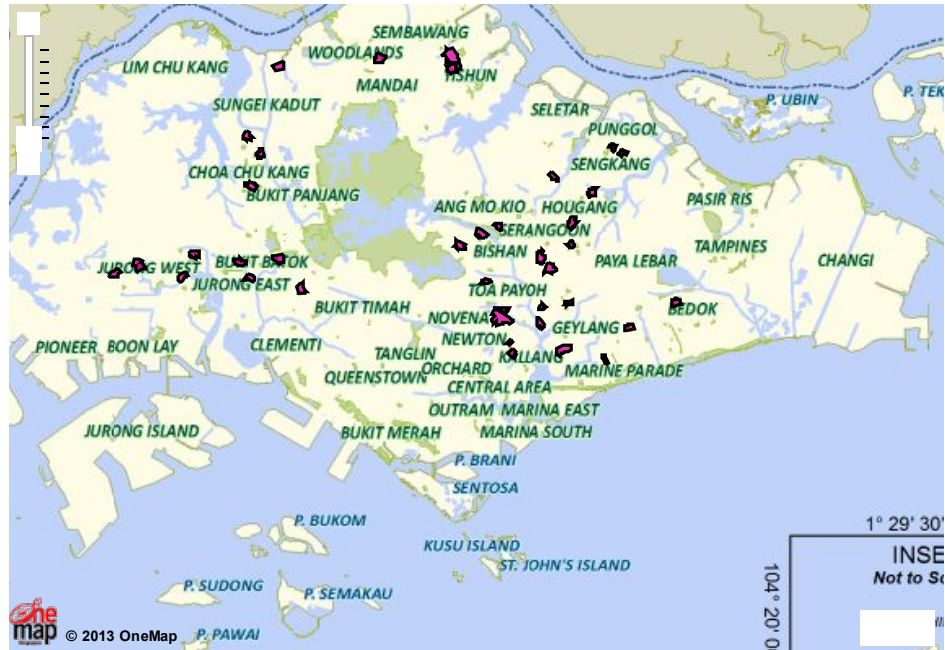 SEMBAWANG
WOODLANDS
LIM CHU KANG
MANDAI
SUNGEI KADUT
SELETAR
P. UBIN
P. TEK
PUNGGOL
SENGKANG
CHOA CHU KANG
BUKIT PANJANG
ANG MO KIO
HOUGANG
PASIR RIS
SERANGOON
BISHAN
TAMPINES
JURONG WEST
BUKIT BATOK
PAYA LEBAR
CHANGI
JURONG EAST
TOA PAYOH
BUKIT TIMAH
NOVENA
BEDOK
GEYLANG
NEWTON
PIONEER
BOON LAY
CLEMENTI
TANGLIN
KALLANG
ORCHARD
MARINE PARADE
QUEENSTOWN
CENTRAL AREA
OUTRAM
MARINA EAST
JURONG ISLAND
BUKIT MERAH
MARINA SOUTH
P. BRANI
SENTOSA
P. BUKOM
KUSU ISLAND
ST. JOHN'S ISLAND
P. SUDONG
P. SEMAKAU
P. PAWAI
1° 29' 30'
INSE
Not to Sc
104° 20' 0
One
map
© 2013 OneMap